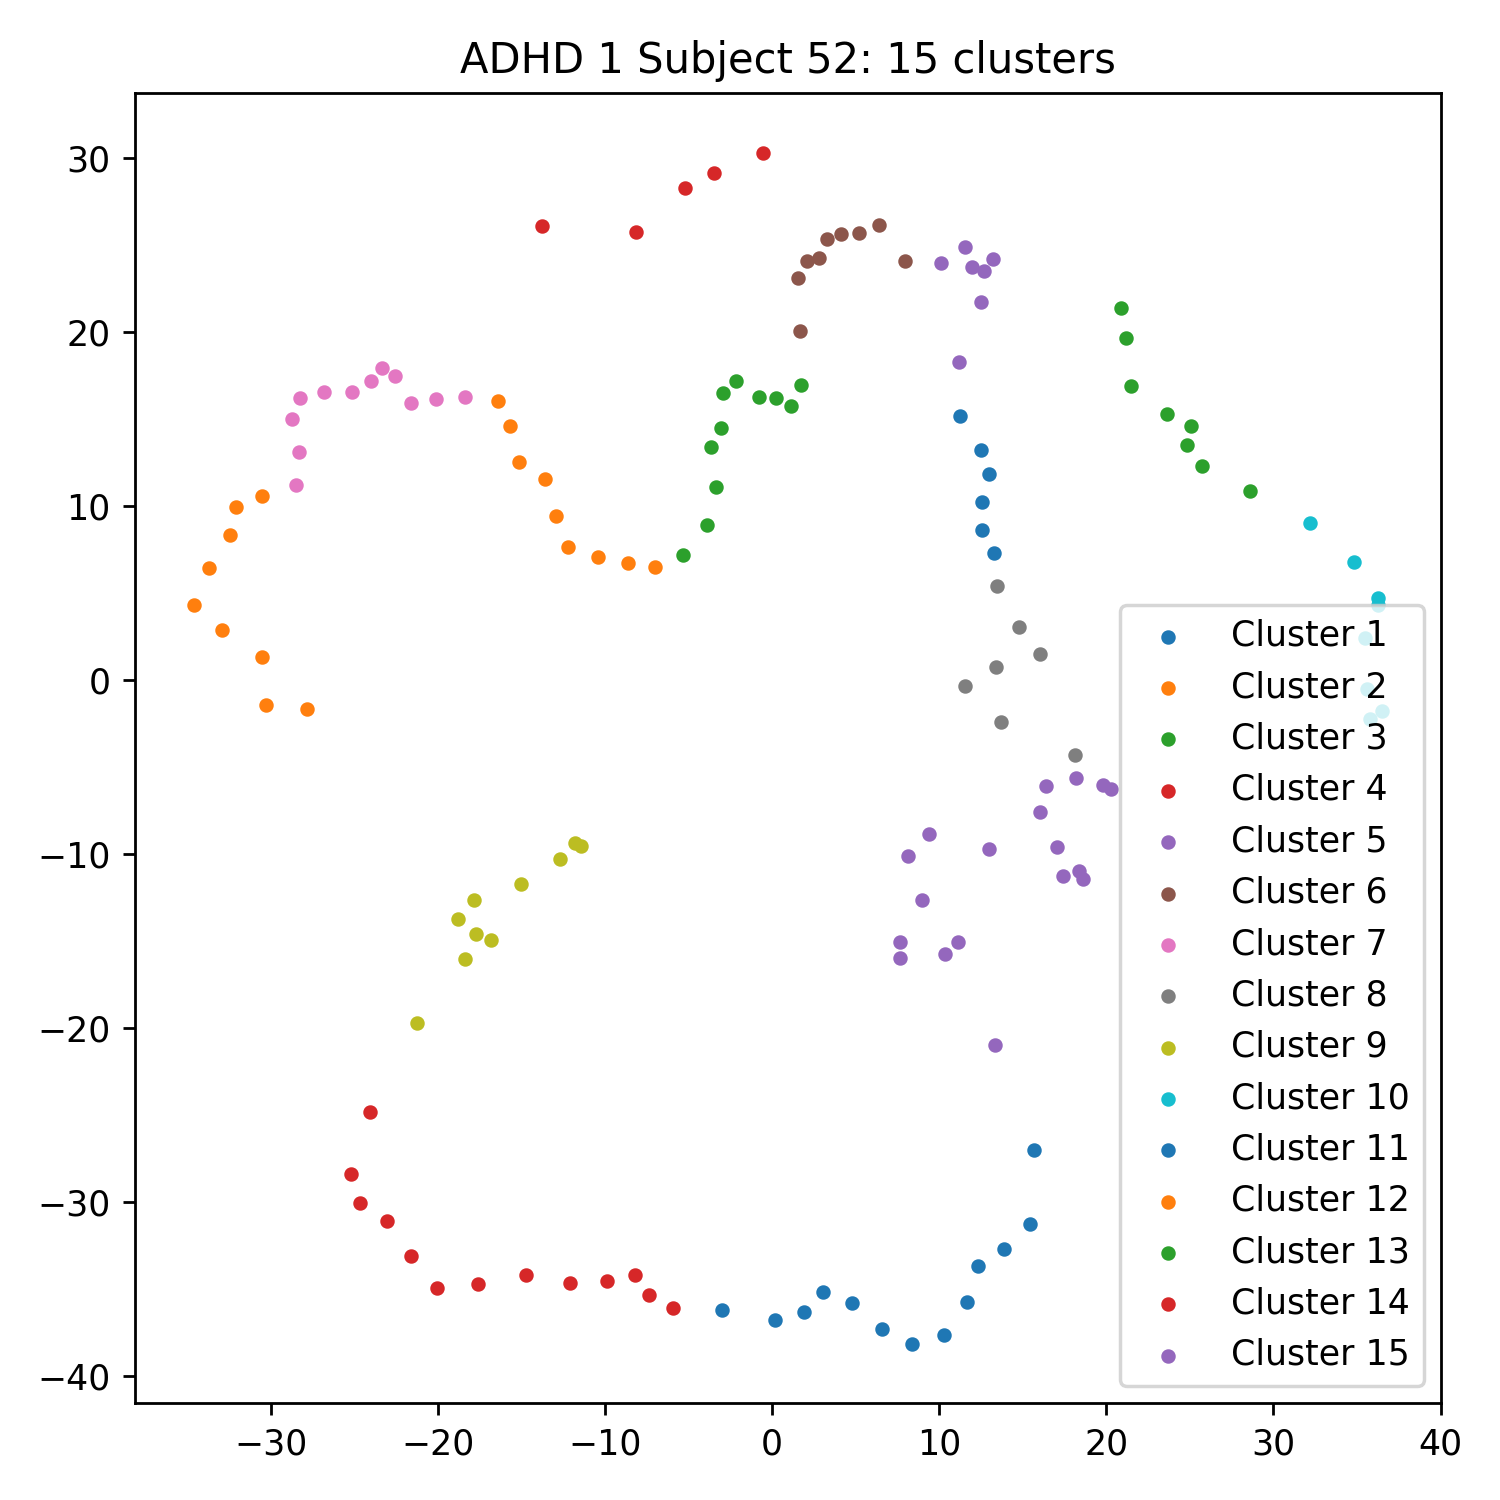 ADHD 1 Subject 52: 15 clusters
30
20
10
0
−10
−20
−30
−40
−30
−20
−10
0
10
20
30
40
Cluster 1
Cluster 2
Cluster 3
Cluster 4
Cluster 5
Cluster 6
Cluster 7
Cluster 8
Cluster 9
Cluster 10
Cluster 11
Cluster 12
Cluster 13
Cluster 14
Cluster 15